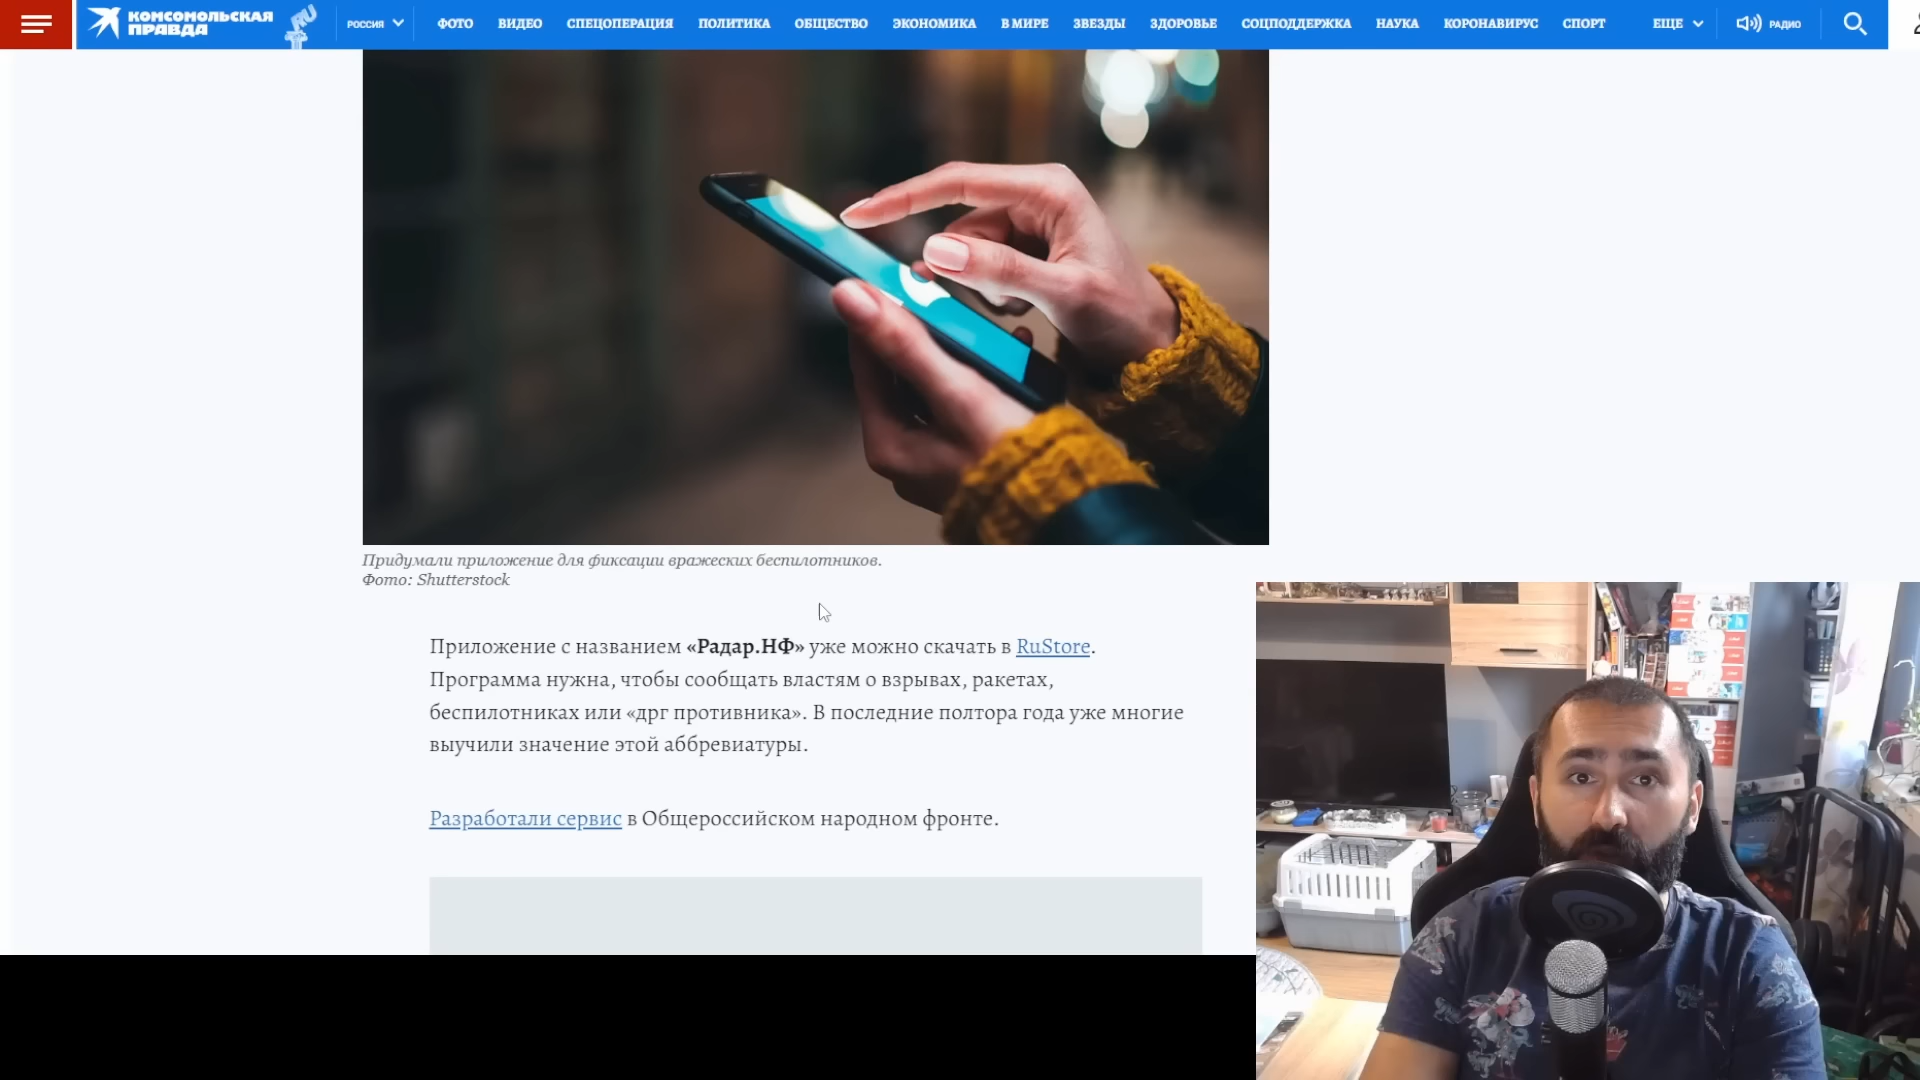 КОМСОМОЛЬСКАЯ ПРАВДА
РОССИЯ
ФОТО ВИДЕО СПЕЦОПЕРАЦИЯ ПОЛИТИКА ОБЩЕСТВО ЭКОНОМИКА В МИРЕ ЗВЕЗДЫ ЗДОРОВЬЕ СОЦПОДДЕРЖКА НАУКА КОРОНАВИРУС СПОРТ ЕЩЕ РАДИО
Придумали приложение для фиксации вражеских беспилотников.
Фото: Shutterstock
Приложение с названием «Радар.НФ» уже можно скачать в RuStore.
Программа нужна, чтобы сообщать властям о взрывах, ракетах,
беспилотниках или «дрг противника». В последние полтора года уже многие
выучили значение этой аббревиатуры.
Разработали сервис в Общероссийском народном фронте.